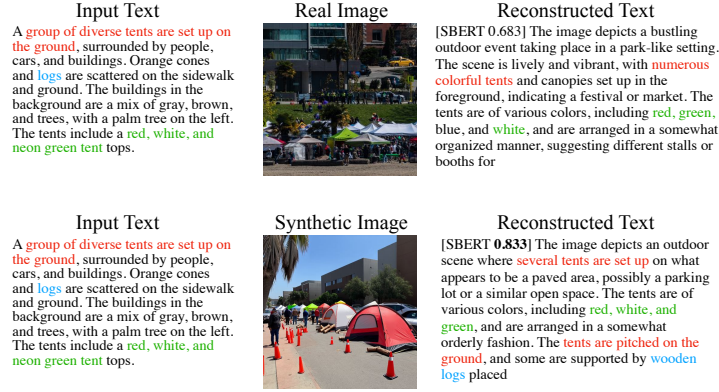 Input Text
A group of diverse tents are set up on
the ground, surrounded by people,
cars, and buildings. Orange cones
and logs are scattered on the sidewalk
and ground. The buildings in the
background are a mix of gray, brown,
and trees, with a palm tree on the left.
The tents include a red, white, and
neon green tent tops.
Real Image
Reconstructed Text
[SBERT 0.683] The image depicts a bustling
outdoor event taking place in a park-like setting.
The scene is lively and vibrant, with numerous
colorful tents and canopies set up in the
foreground, indicating a festival or market. The
tents are of various colors, including red, green,
blue, and white, and are arranged in a somewhat
organized manner, suggesting different stalls or
booths for
Input Text
A group of diverse tents are set up on
the ground, surrounded by people,
cars, and buildings. Orange cones
and logs are scattered on the sidewalk
and ground. The buildings in the
background are a mix of gray, brown,
and trees, with a palm tree on the left.
The tents include a red, white, and
neon green tent tops.
Synthetic Image
Reconstructed Text
[SBERT 0.833] The image depicts an outdoor
scene where several tents are set up on what
appears to be a paved area, possibly a parking
lot or a similar open space. The tents are of
various colors, including red, white, and
green, and are arranged in a somewhat
orderly fashion. The tents are pitched on the
ground, and some are supported by wooden
logs placed